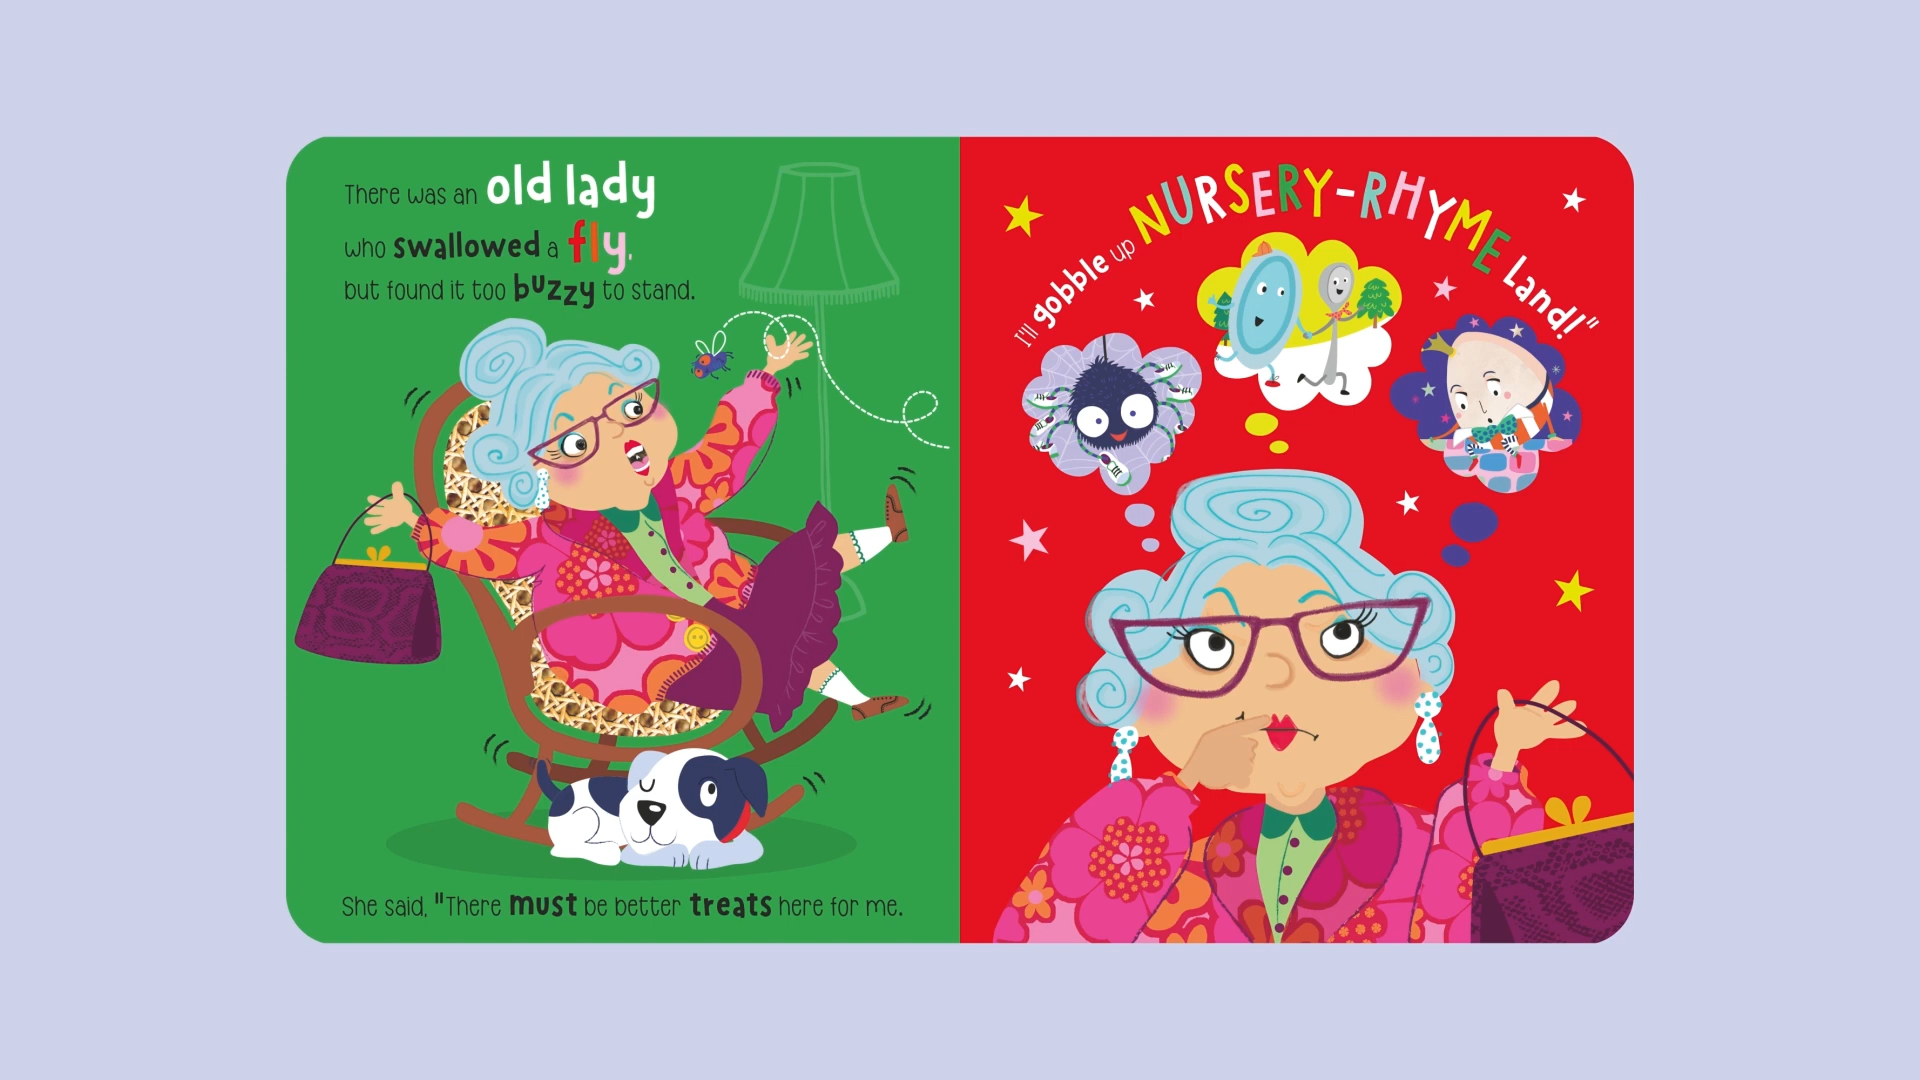 There was an old lady
who swallowed a fly,
but found it too buzzy to stand.
She said, "There must be better treats here for me.
I'll gobble up NURSERY-RHYME Land!"